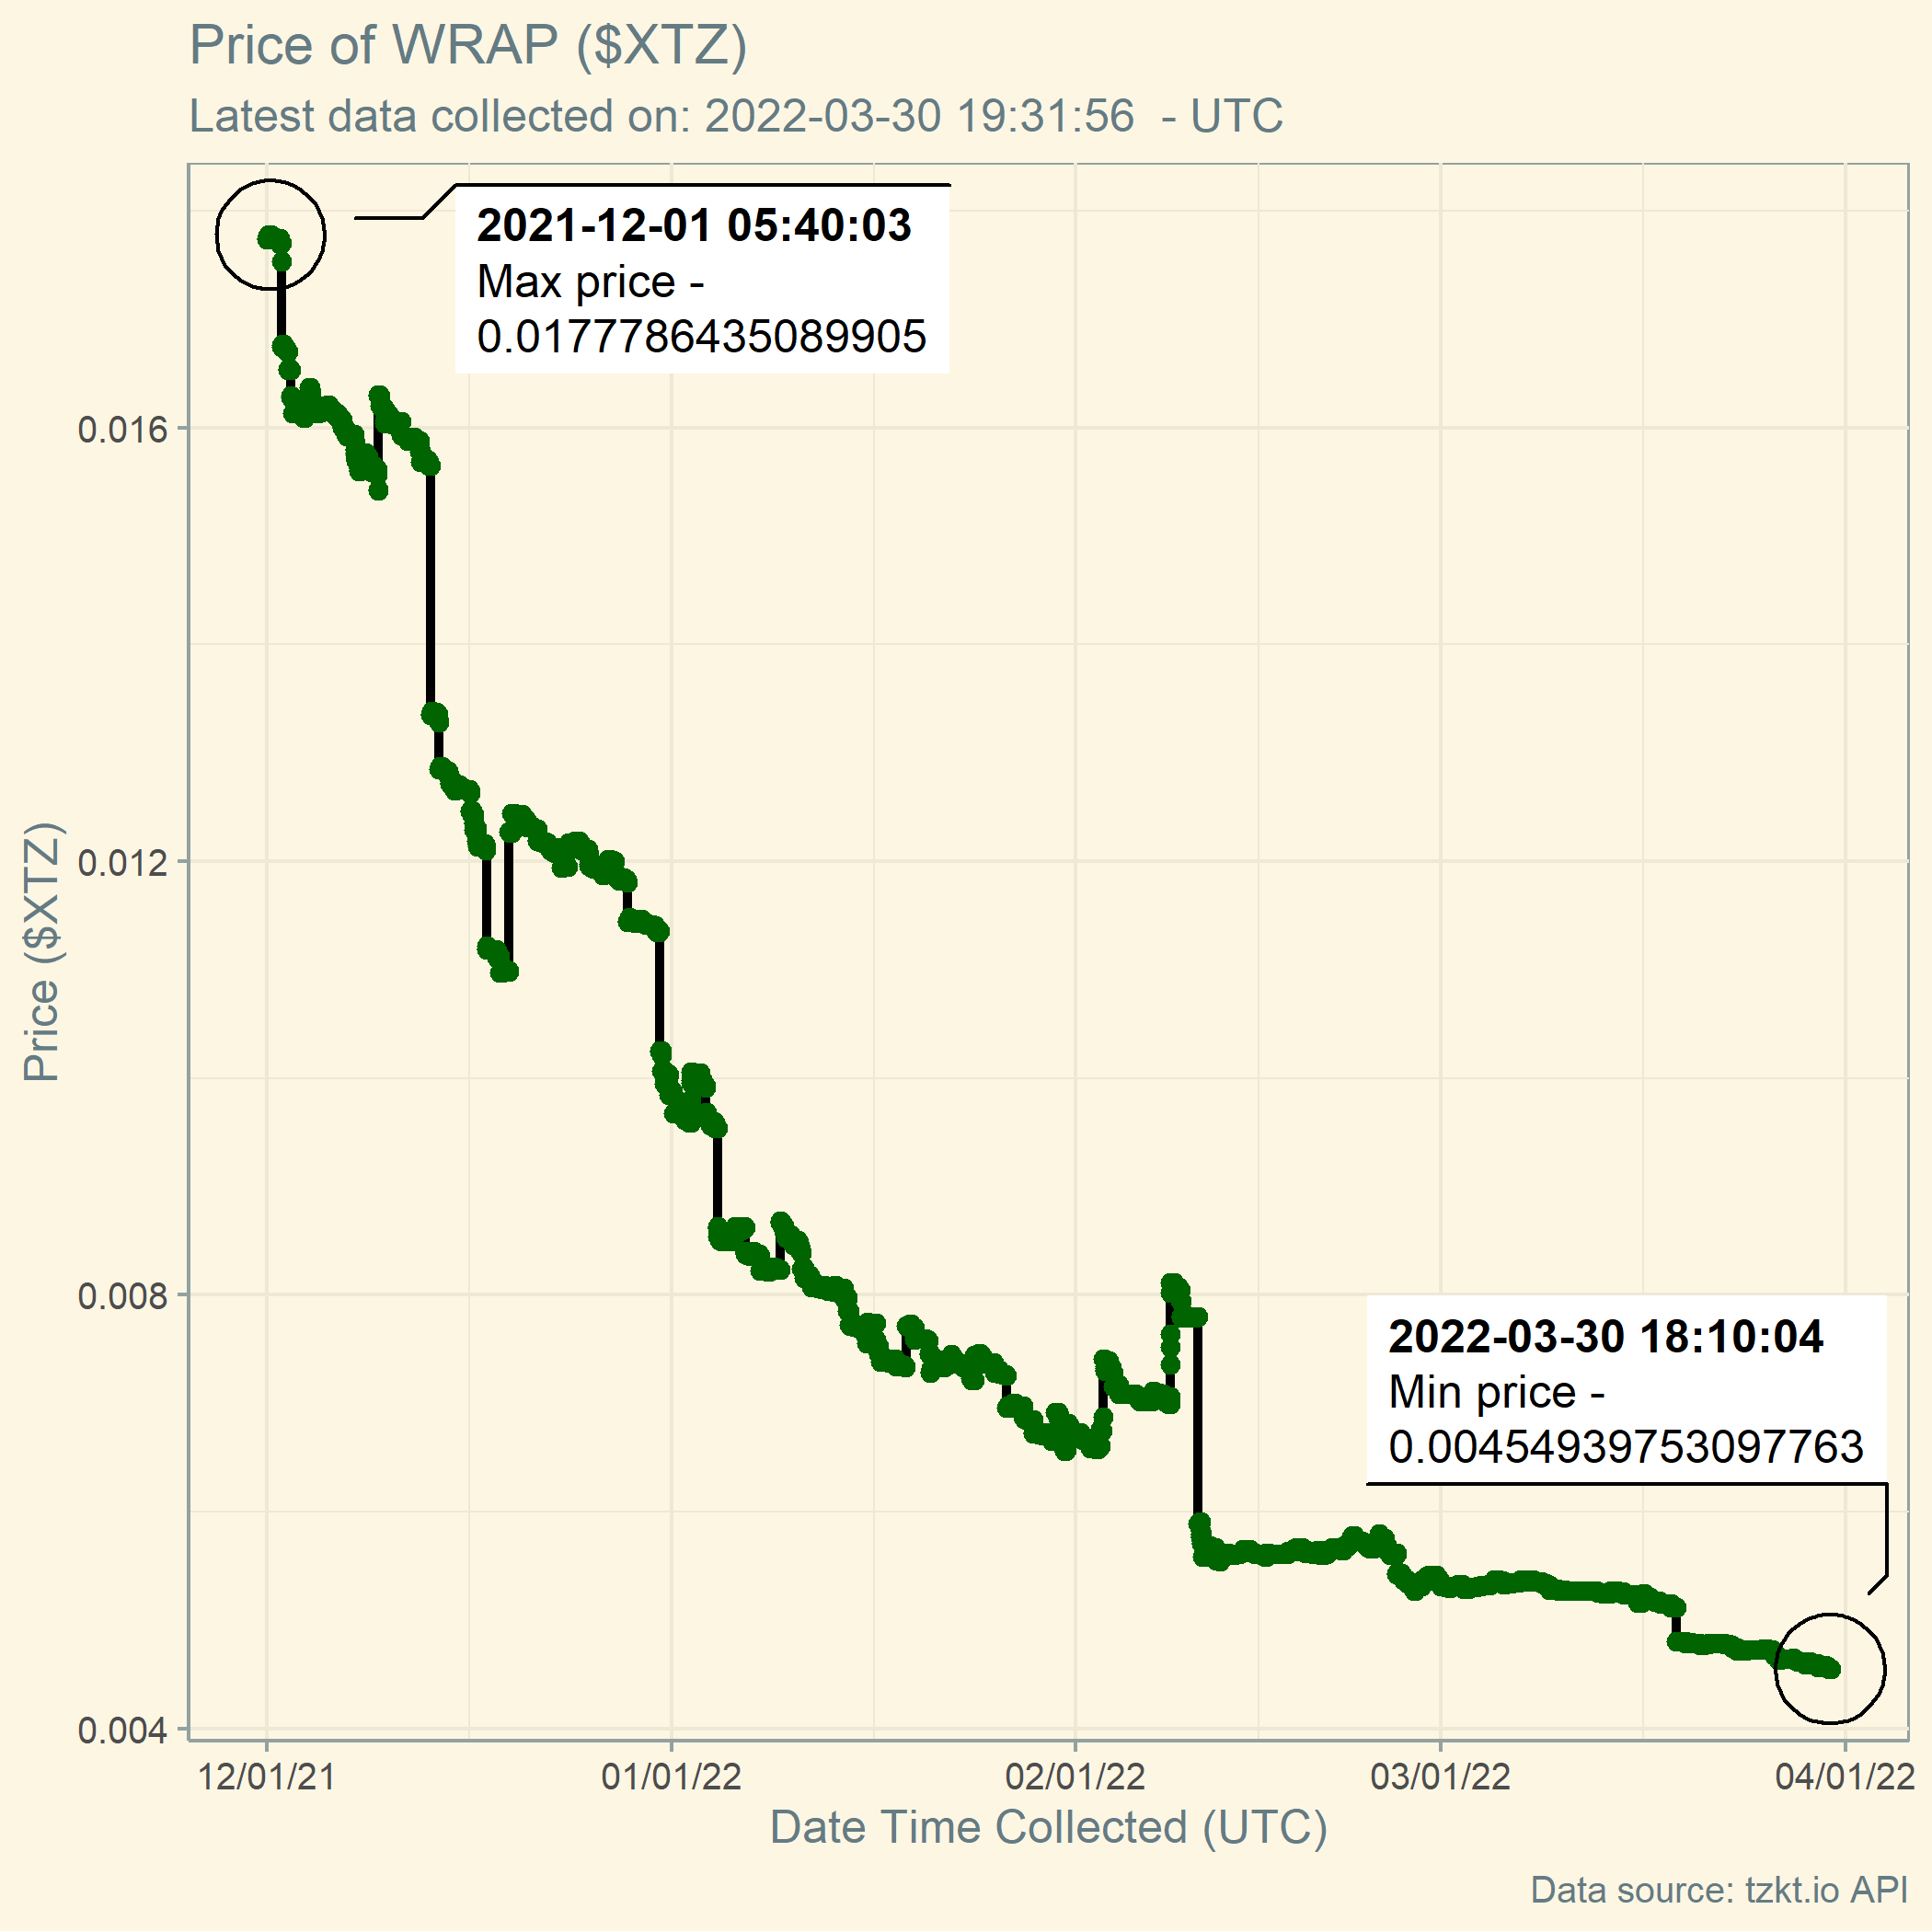 Price of WRAP ($XTZ)
Latest data collected on: 2022-03-30 19:31:56  - UTC
2021-12-01 05:40:03
Max price -
0.0177786435089905
0.016
0.012
0.008
0.004
Price ($XTZ)
2022-03-30 18:10:04
Min price -
0.00454939753097763
12/01/21
01/01/22
02/01/22
03/01/22
04/01/22
Date Time Collected (UTC)
Data source: tzkt.io API